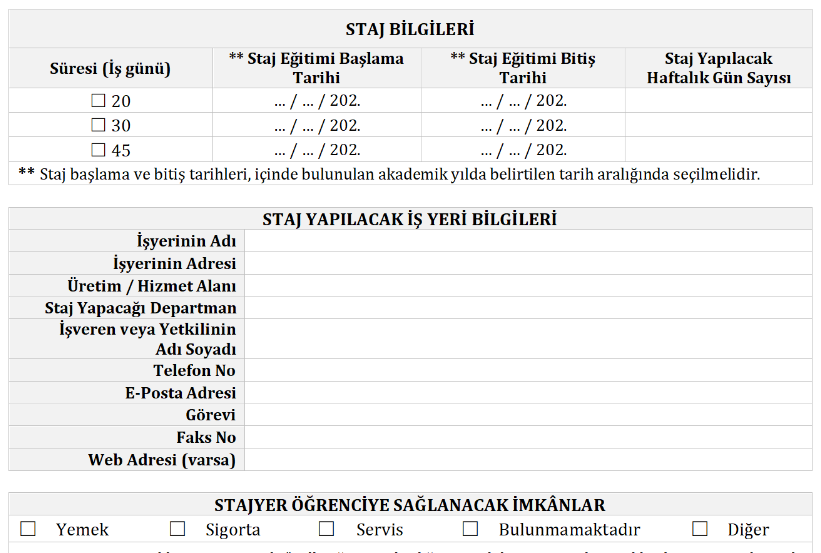 STAJ BİLGİLERİ
Süresi (İş günü)
** Staj Eğitimi Başlama
Tarihi
** Staj Eğitimi Bitiş
Tarihi
Staj Yapılacak
Haftalık Gün Sayısı
☐ 20 ... / ... / 202. ... / ... / 202.
☐ 30 ... / ... / 202. ... / ... / 202.
☐ 45 ... / ... / 202. ... / ... / 202.
** Staj başlama ve bitiş tarihleri, içinde bulunulan akademik yılda belirtilen tarih aralığında seçilmelidir.
STAJ YAPILACAK İŞ YERİ BİLGİLERİ
İşyerinin Adı
İşyerinin Adresi
Üretim / Hizmet Alanı
Staj Yapacağı Departman
İşveren veya Yetkilinin
Adı Soyadı
Telefon No
E-Posta Adresi
Görevi
Faks No
Web Adresi (varsa)
STAJYER ÖĞRENCİYE SAĞLANACAK İMKÂNLAR
☐ Yemek ☐ Sigorta ☐ Servis ☐ Bulunmamaktadır ☐ Diğer